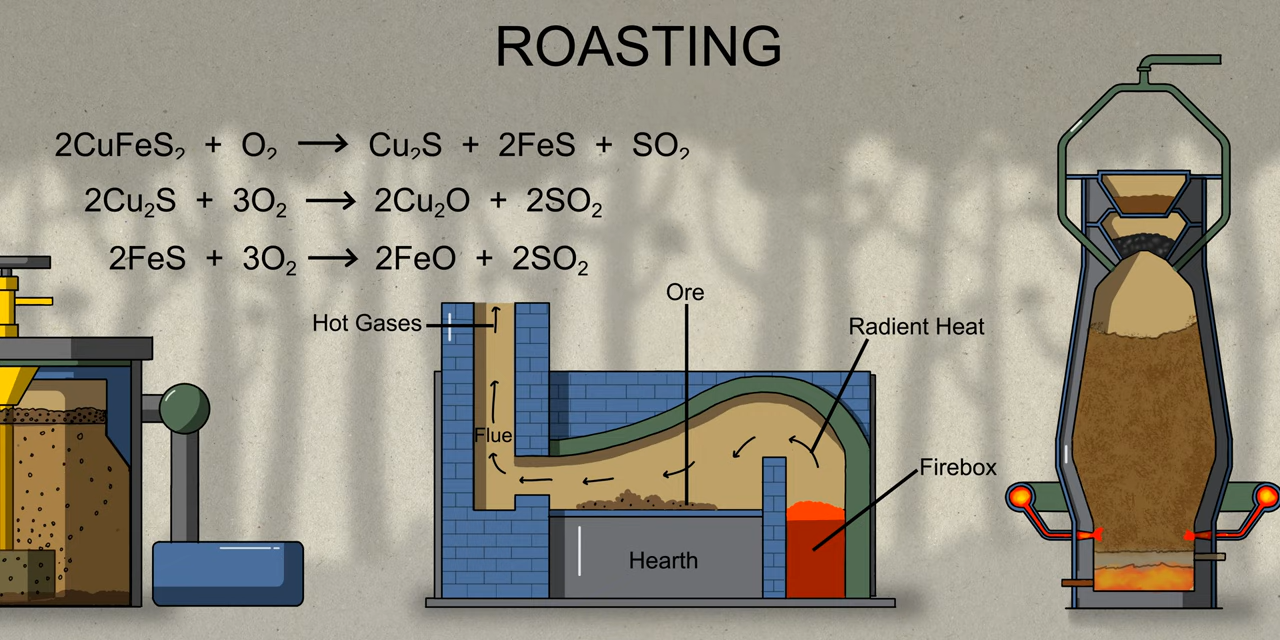 ROASTING
2CuFeS₂ + O₂ ⟶ Cu₂S + 2FeS + SO₂
2Cu₂S + 3O₂ ⟶ 2Cu₂O + 2SO₂
2FeS + 3O₂ ⟶ 2FeO + 2SO₂
Ore
Hot Gases
Radient Heat
Flue
Firebox
Hearth